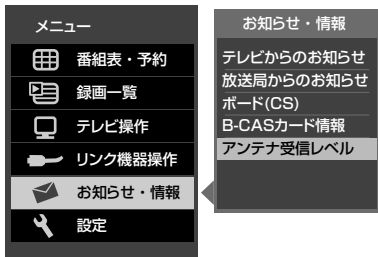 メニュー
番組表・予約
録画一覧
テレビ操作
リンク機器操作
お知らせ・情報
設定
お知らせ・情報
テレビからのお知らせ
放送局からのお知らせ
ボード(CS)
B-CASカード情報
アンテナ受信レベル